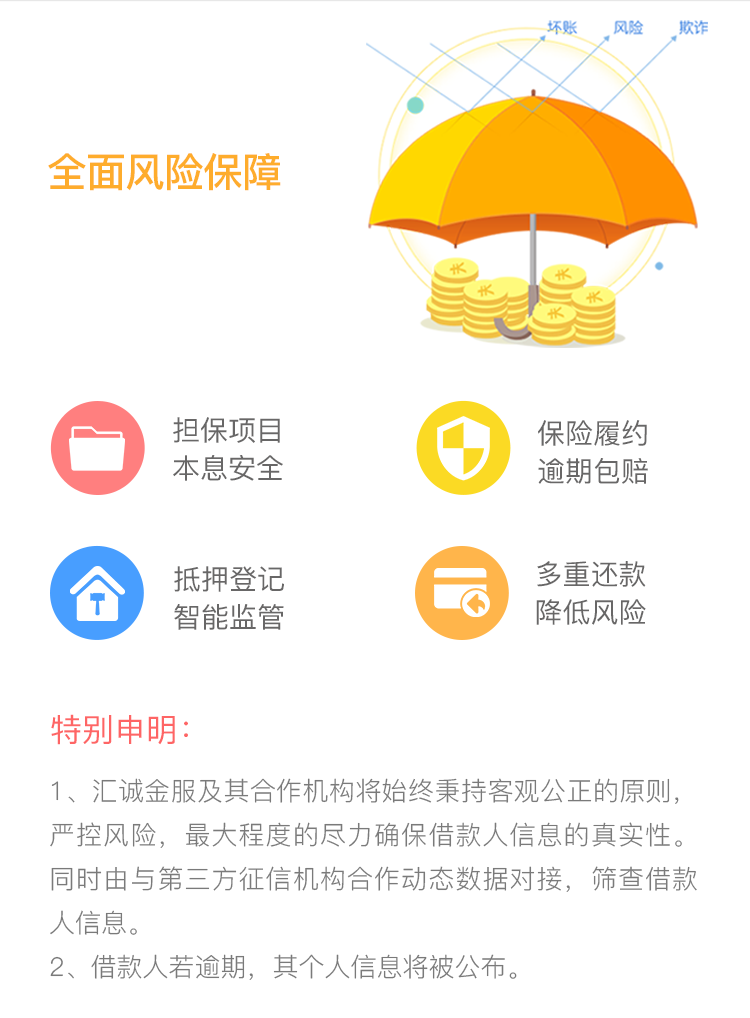 坏账 风险 欺诈
全面风险保障
担保项目
本息安全
保险履约
逾期包赔
抵押登记
智能监管
多重还款
降低风险
特别申明：
1、汇诚金服及其合作机构将始终秉持客观公正的原则，
严控风险，最大程度的尽力确保借款人信息的真实性。
同时由与第三方征信机构合作动态数据对接，筛查借款
人信息。
2、借款人若逾期，其个人信息将被公布。